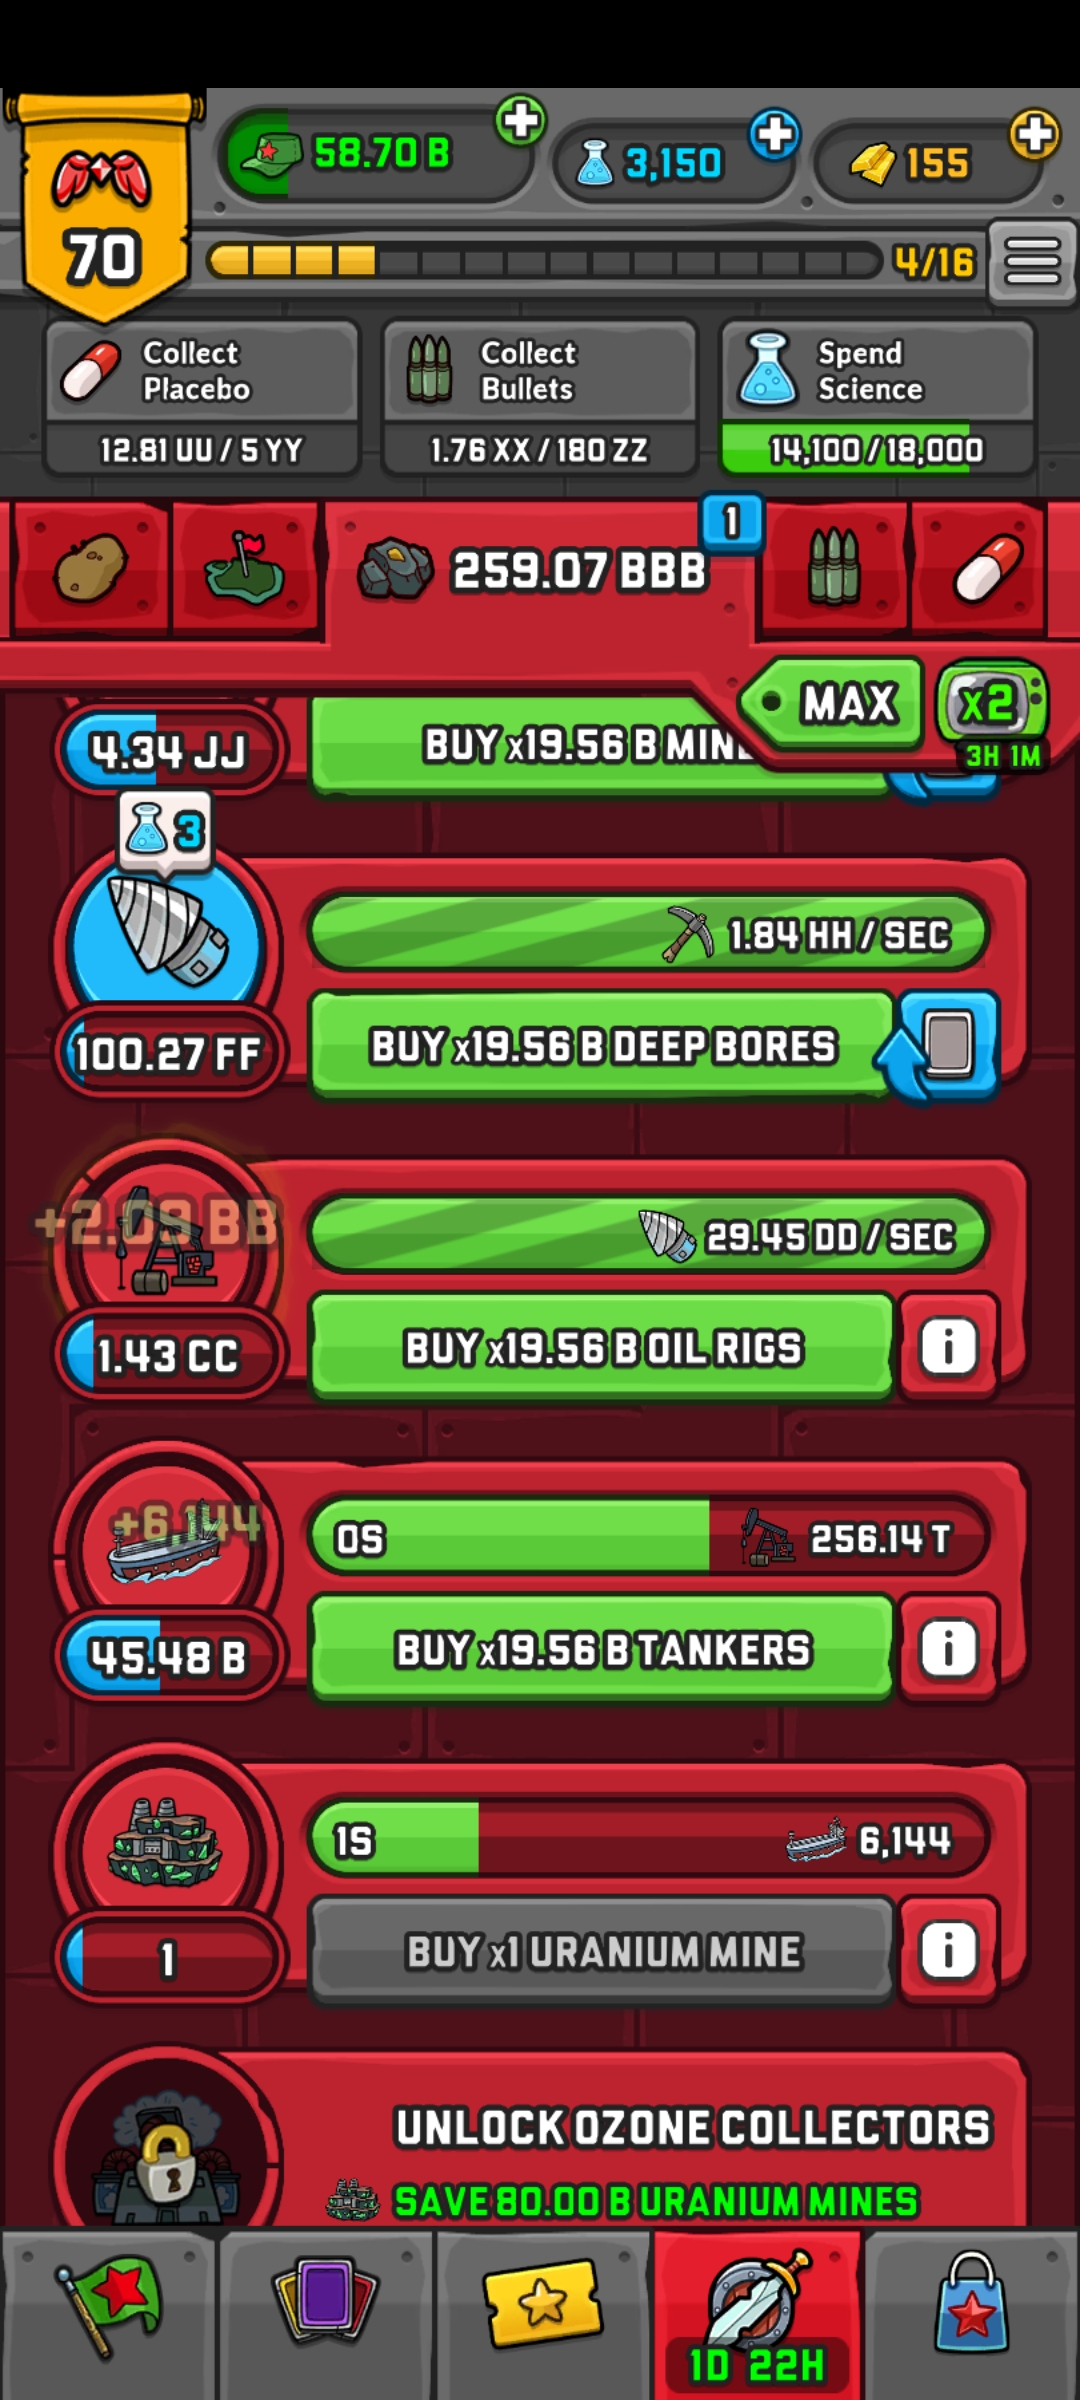 70
58.70 B
3,150
155
4/16
Collect
Placebo
12.81 UU / 5 YY
Collect
Bullets
1.76 XX / 180 ZZ
Spend
Science
14,100 / 18,000
259.07 BBB
1
MAX
x2
3H 1M
4.34 JJ
BUY x19.56 B
3
1.84 HH / SEC
100.27 FF
BUY x19.56 B DEEP BORES
+2.09 BB
29.45 DD / SEC
1.43 CC
BUY x19.56 B OIL RIGS
i
+6,144
0S
256.14 T
45.48 B
BUY x19.56 B TANKERS
i
1S
6,144
1
BUY x1 URANIUM MINE
i
UNLOCK OZONE COLLECTORS
SAVE 80.00 B URANIUM MINES
1D 22H